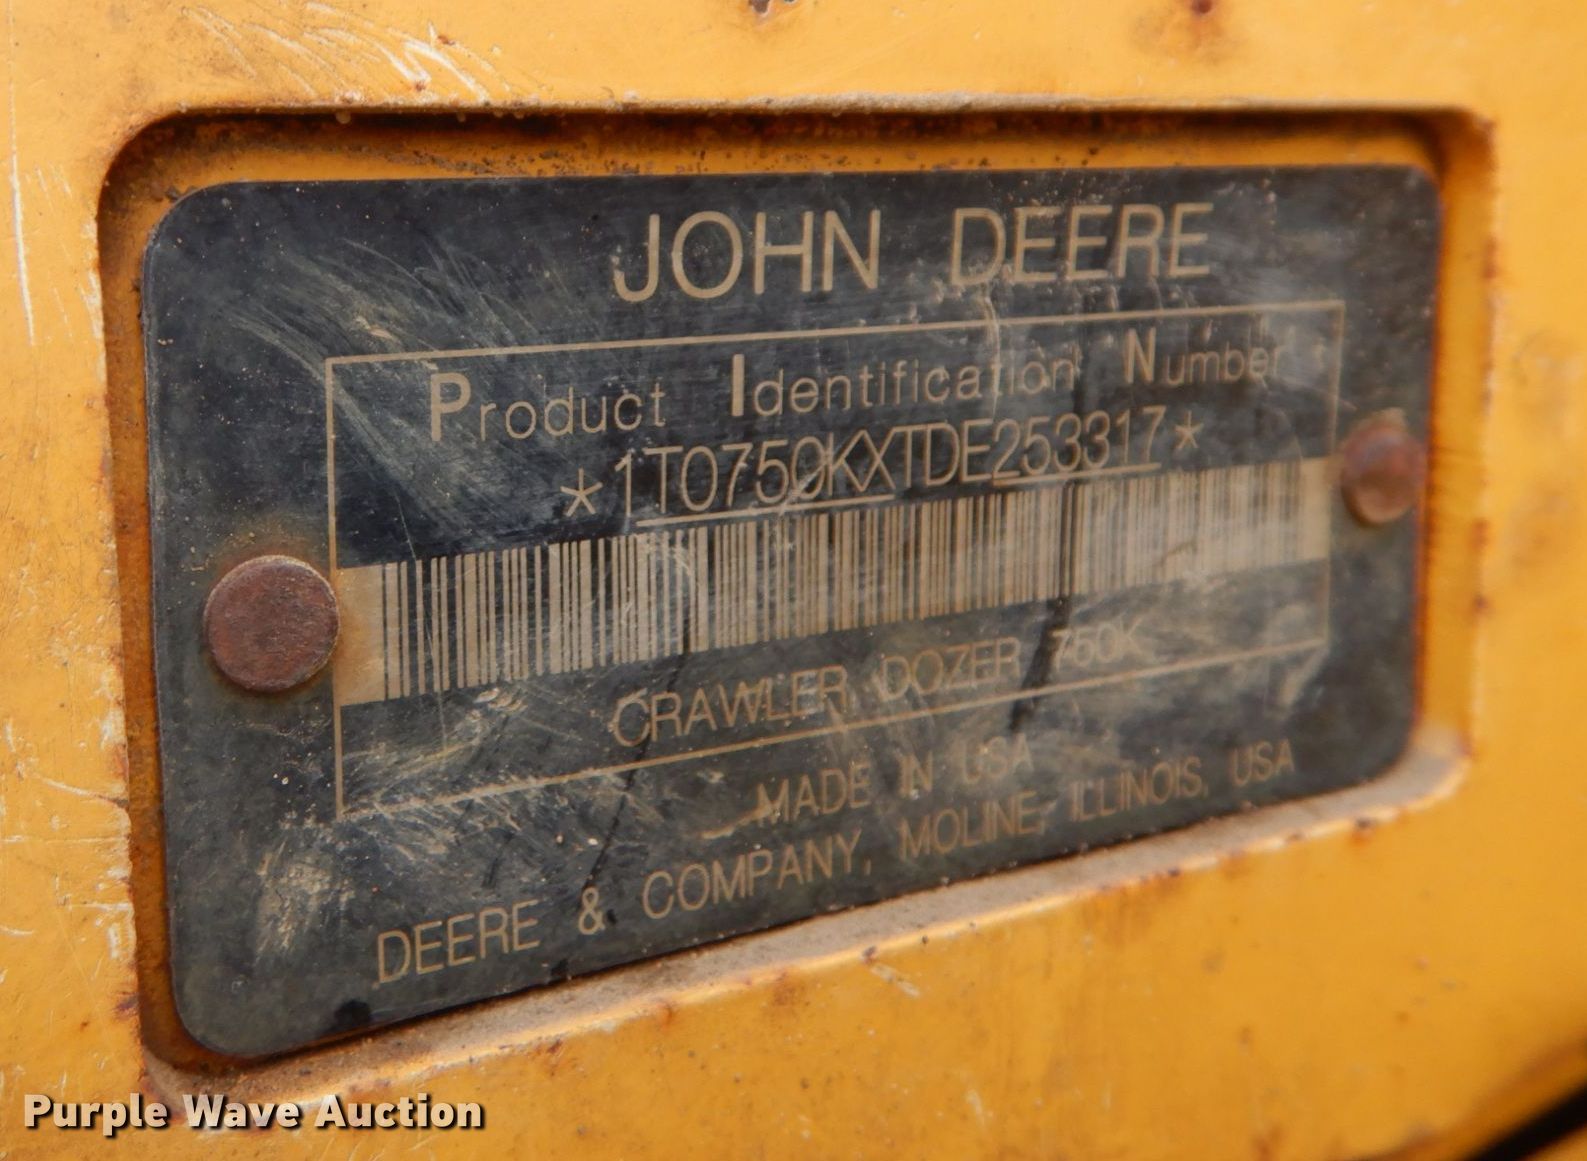 JOHN DEERE
Product Identification Number
*1T0750KXTDE253317*
CRAWLER DOZER 750K
MADE IN USA
DEERE & COMPANY, MOLINE, ILLINOIS, USA
Purple Wave Auction